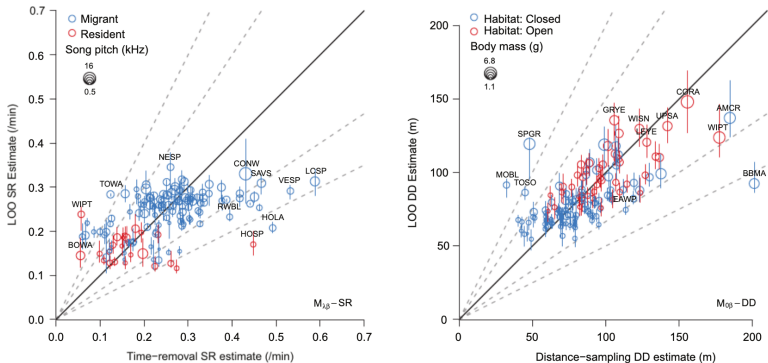 Migrant
Resident
Song pitch (kHz)
16
0.5
NESP
CONW
SAVS
LCSP
VESP
TOWA
WIPT
RWBL
HOLA
BOWA
HOSP
Mλβ−SR
0.7
0.6
0.5
0.4
0.3
0.2
0.1
0.0
LOO SR Estimate (/min)
0.0 0.1 0.2 0.3 0.4 0.5 0.6 0.7
Time−removal SR estimate (/min)
Habitat: Closed
Habitat: Open
Body mass (g)
6.8
1.1
CORA
GRYE
AMCR
WISN
UPSA
SPGR
LEYE
WIPT
MOBL
TOSO
BBMA
EAWP
M0β−DD
200
150
100
50
0
LOO DD Estimate (m)
0 50 100 150 200
Distance−sampling DD estimate (m)